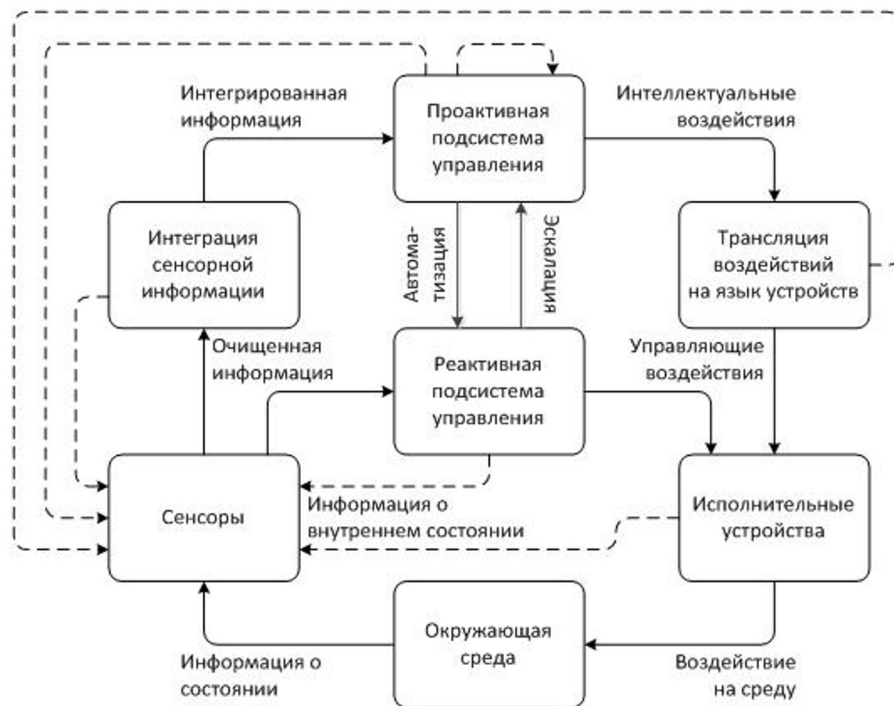 Интегрированная
информация
Проактивная
подсистема
управления
Интеллектуальные
воздействия
Интеграция
сенсорной
информации
Автома-
тизация
Эскалация
Трансляция
воздействий
на язык устройств
Очищенная
информация
Реактивная
подсистема
управления
Управляющие
воздействия
Сенсоры
Информация о
внутреннем состоянии
Исполнительные
устройства
Окружающая
среда
Информация о
состоянии
Воздействие
на среду